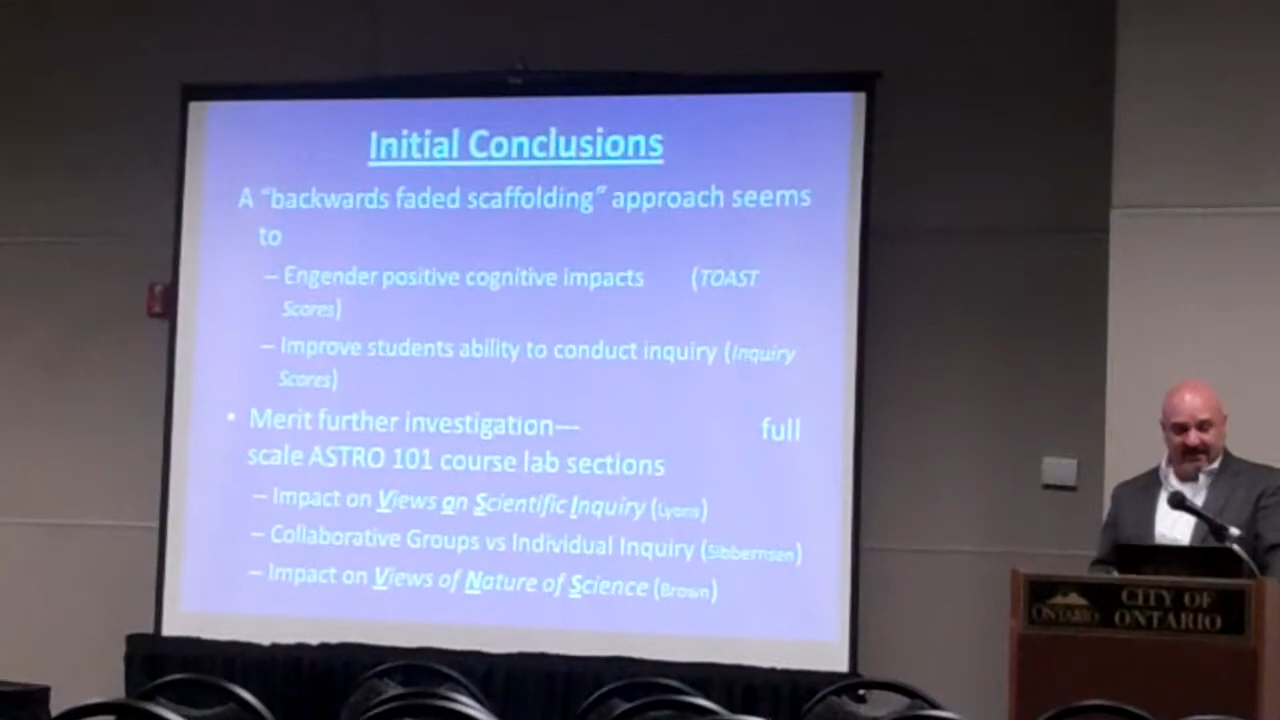 Initial Conclusions
A “backwards faded scaffolding” approach seems
to
– Engender positive cognitive impacts (TOAST
Scores)
– Improve students ability to conduct inquiry (Inquiry
Scores)
• Merit further investigation— full
scale ASTRO 101 course lab sections
– Impact on Views on Scientific Inquiry (Lyons)
– Collaborative Groups vs Individual Inquiry (Sibbernsen)
– Impact on Views of Nature of Science (Brown)
ONTARIO
CITY OF
ONTARIO